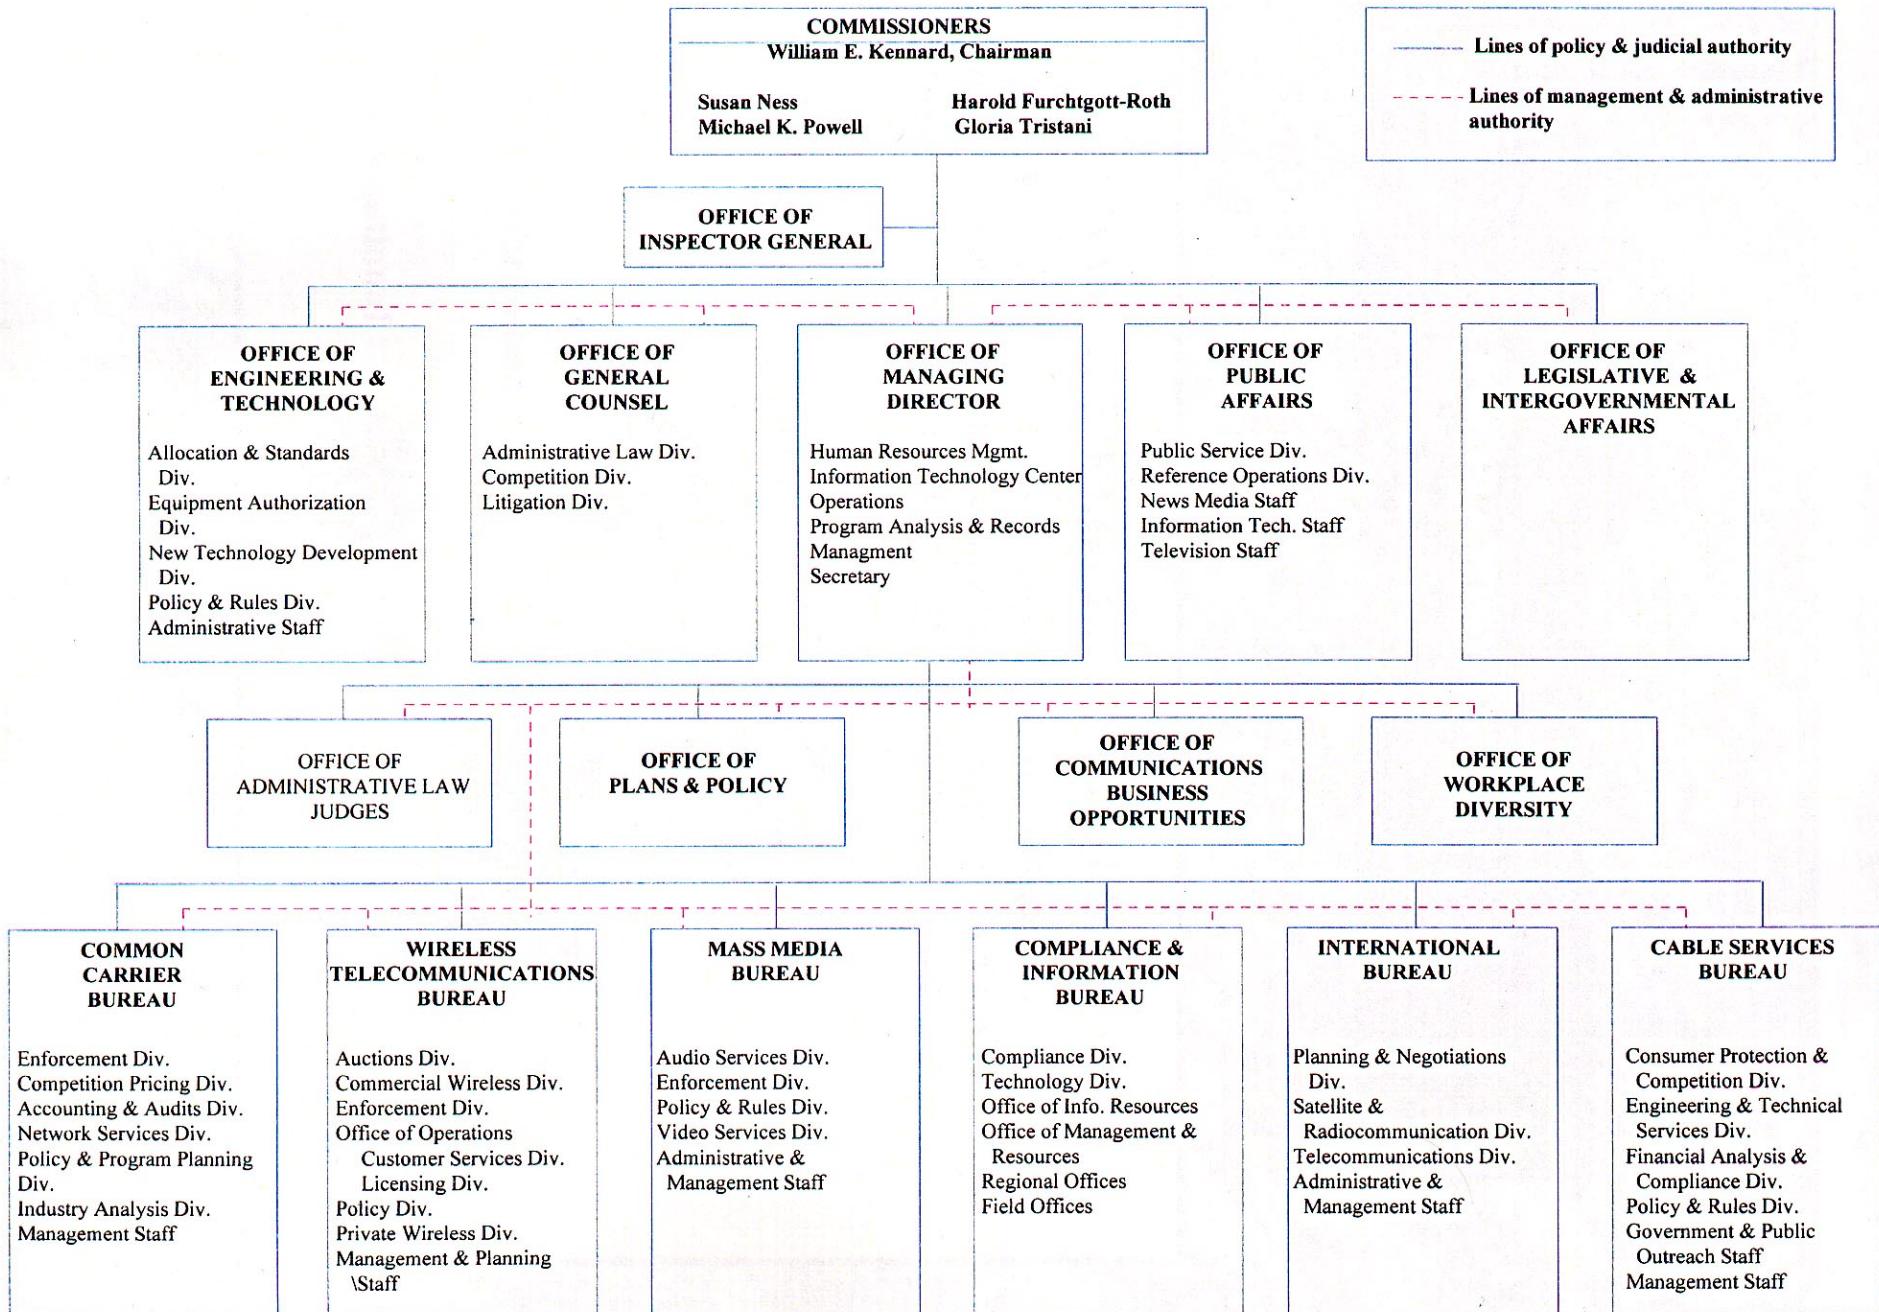 COMMISSIONERS
William E. Kennard, Chairman
Susan Ness
Harold Furchtgott-Roth
Michael K. Powell
Gloria Tristani
Lines of policy & judicial authority
Lines of management & administrative
authority
OFFICE OF
INSPECTOR GENERAL
OFFICE OF
ENGINEERING &
TECHNOLOGY
Allocation & Standards
Div.
Equipment Authorization
Div.
New Technology Development
Div.
Policy & Rules Div.
Administrative Staff
OFFICE OF
GENERAL
COUNSEL
Administrative Law Div.
Competition Div.
Litigation Div.
OFFICE OF
MANAGING
DIRECTOR
Human Resources Mgmt.
Information Technology Center
Operations
Program Analysis & Records
Managment
Secretary
OFFICE OF
PUBLIC
AFFAIRS
Public Service Div.
Reference Operations Div.
News Media Staff
Information Tech. Staff
Television Staff
OFFICE OF
LEGISLATIVE &
INTERGOVERNMENTAL
AFFAIRS
OFFICE OF
ADMINISTRATIVE LAW
JUDGES
OFFICE OF
PLANS & POLICY
OFFICE OF
COMMUNICATIONS
BUSINESS
OPPORTUNITIES
OFFICE OF
WORKPLACE
DIVERSITY
COMMON
CARRIER
BUREAU
Enforcement Div.
Competition Pricing Div.
Accounting & Audits Div.
Network Services Div.
Policy & Program Planning
Div.
Industry Analysis Div.
Management Staff
WIRELESS
TELECOMMUNICATIONS
BUREAU
Auctions Div.
Commercial Wireless Div.
Enforcement Div.
Office of Operations
Customer Services Div.
Licensing Div.
Policy Div.
Private Wireless Div.
Management & Planning
\Staff
MASS MEDIA
BUREAU
Audio Services Div.
Enforcement Div.
Policy & Rules Div.
Video Services Div.
Administrative &
Management Staff
COMPLIANCE &
INFORMATION
BUREAU
Compliance Div.
Technology Div.
Office of Info. Resources
Office of Management &
Resources
Regional Offices
Field Offices
INTERNATIONAL
BUREAU
Planning & Negotiations
Div.
Satellite &
Radiocommunication Div.
Telecommunications Div.
Administrative &
Management Staff
CABLE SERVICES
BUREAU
Consumer Protection &
Competition Div.
Engineering & Technical
Services Div.
Financial Analysis &
Compliance Div.
Policy & Rules Div.
Government & Public
Outreach Staff
Management Staff